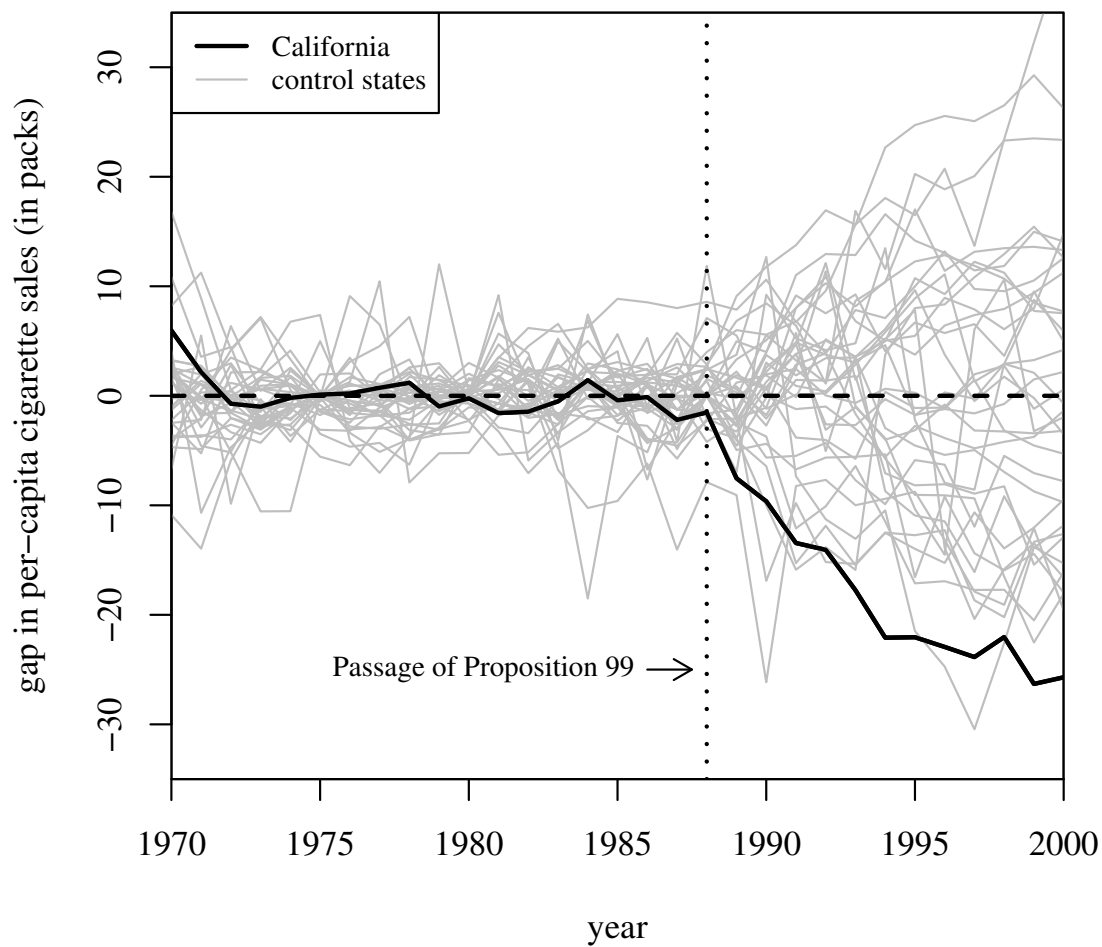 California
control states
gap in per−capita cigarette sales (in packs)
30
20
10
0
−10
−20
−30
Passage of Proposition 99
1970 1975 1980 1985 1990 1995 2000
year